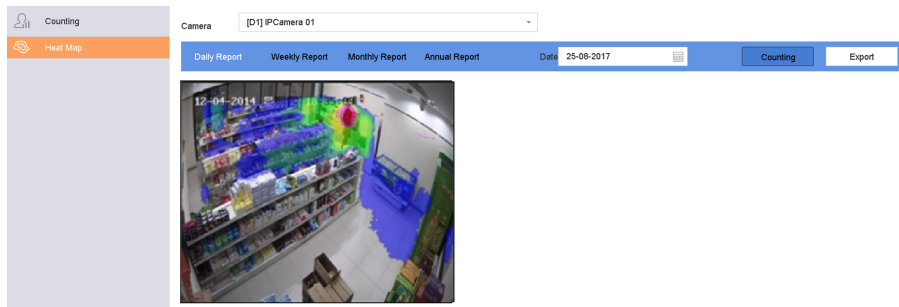 Counting
Heat Map
Camera [D1] IPCamera 01
Daily Report Weekly Report Monthly Report Annual Report Date 25-08-2017 Counting Export
12-04-2014